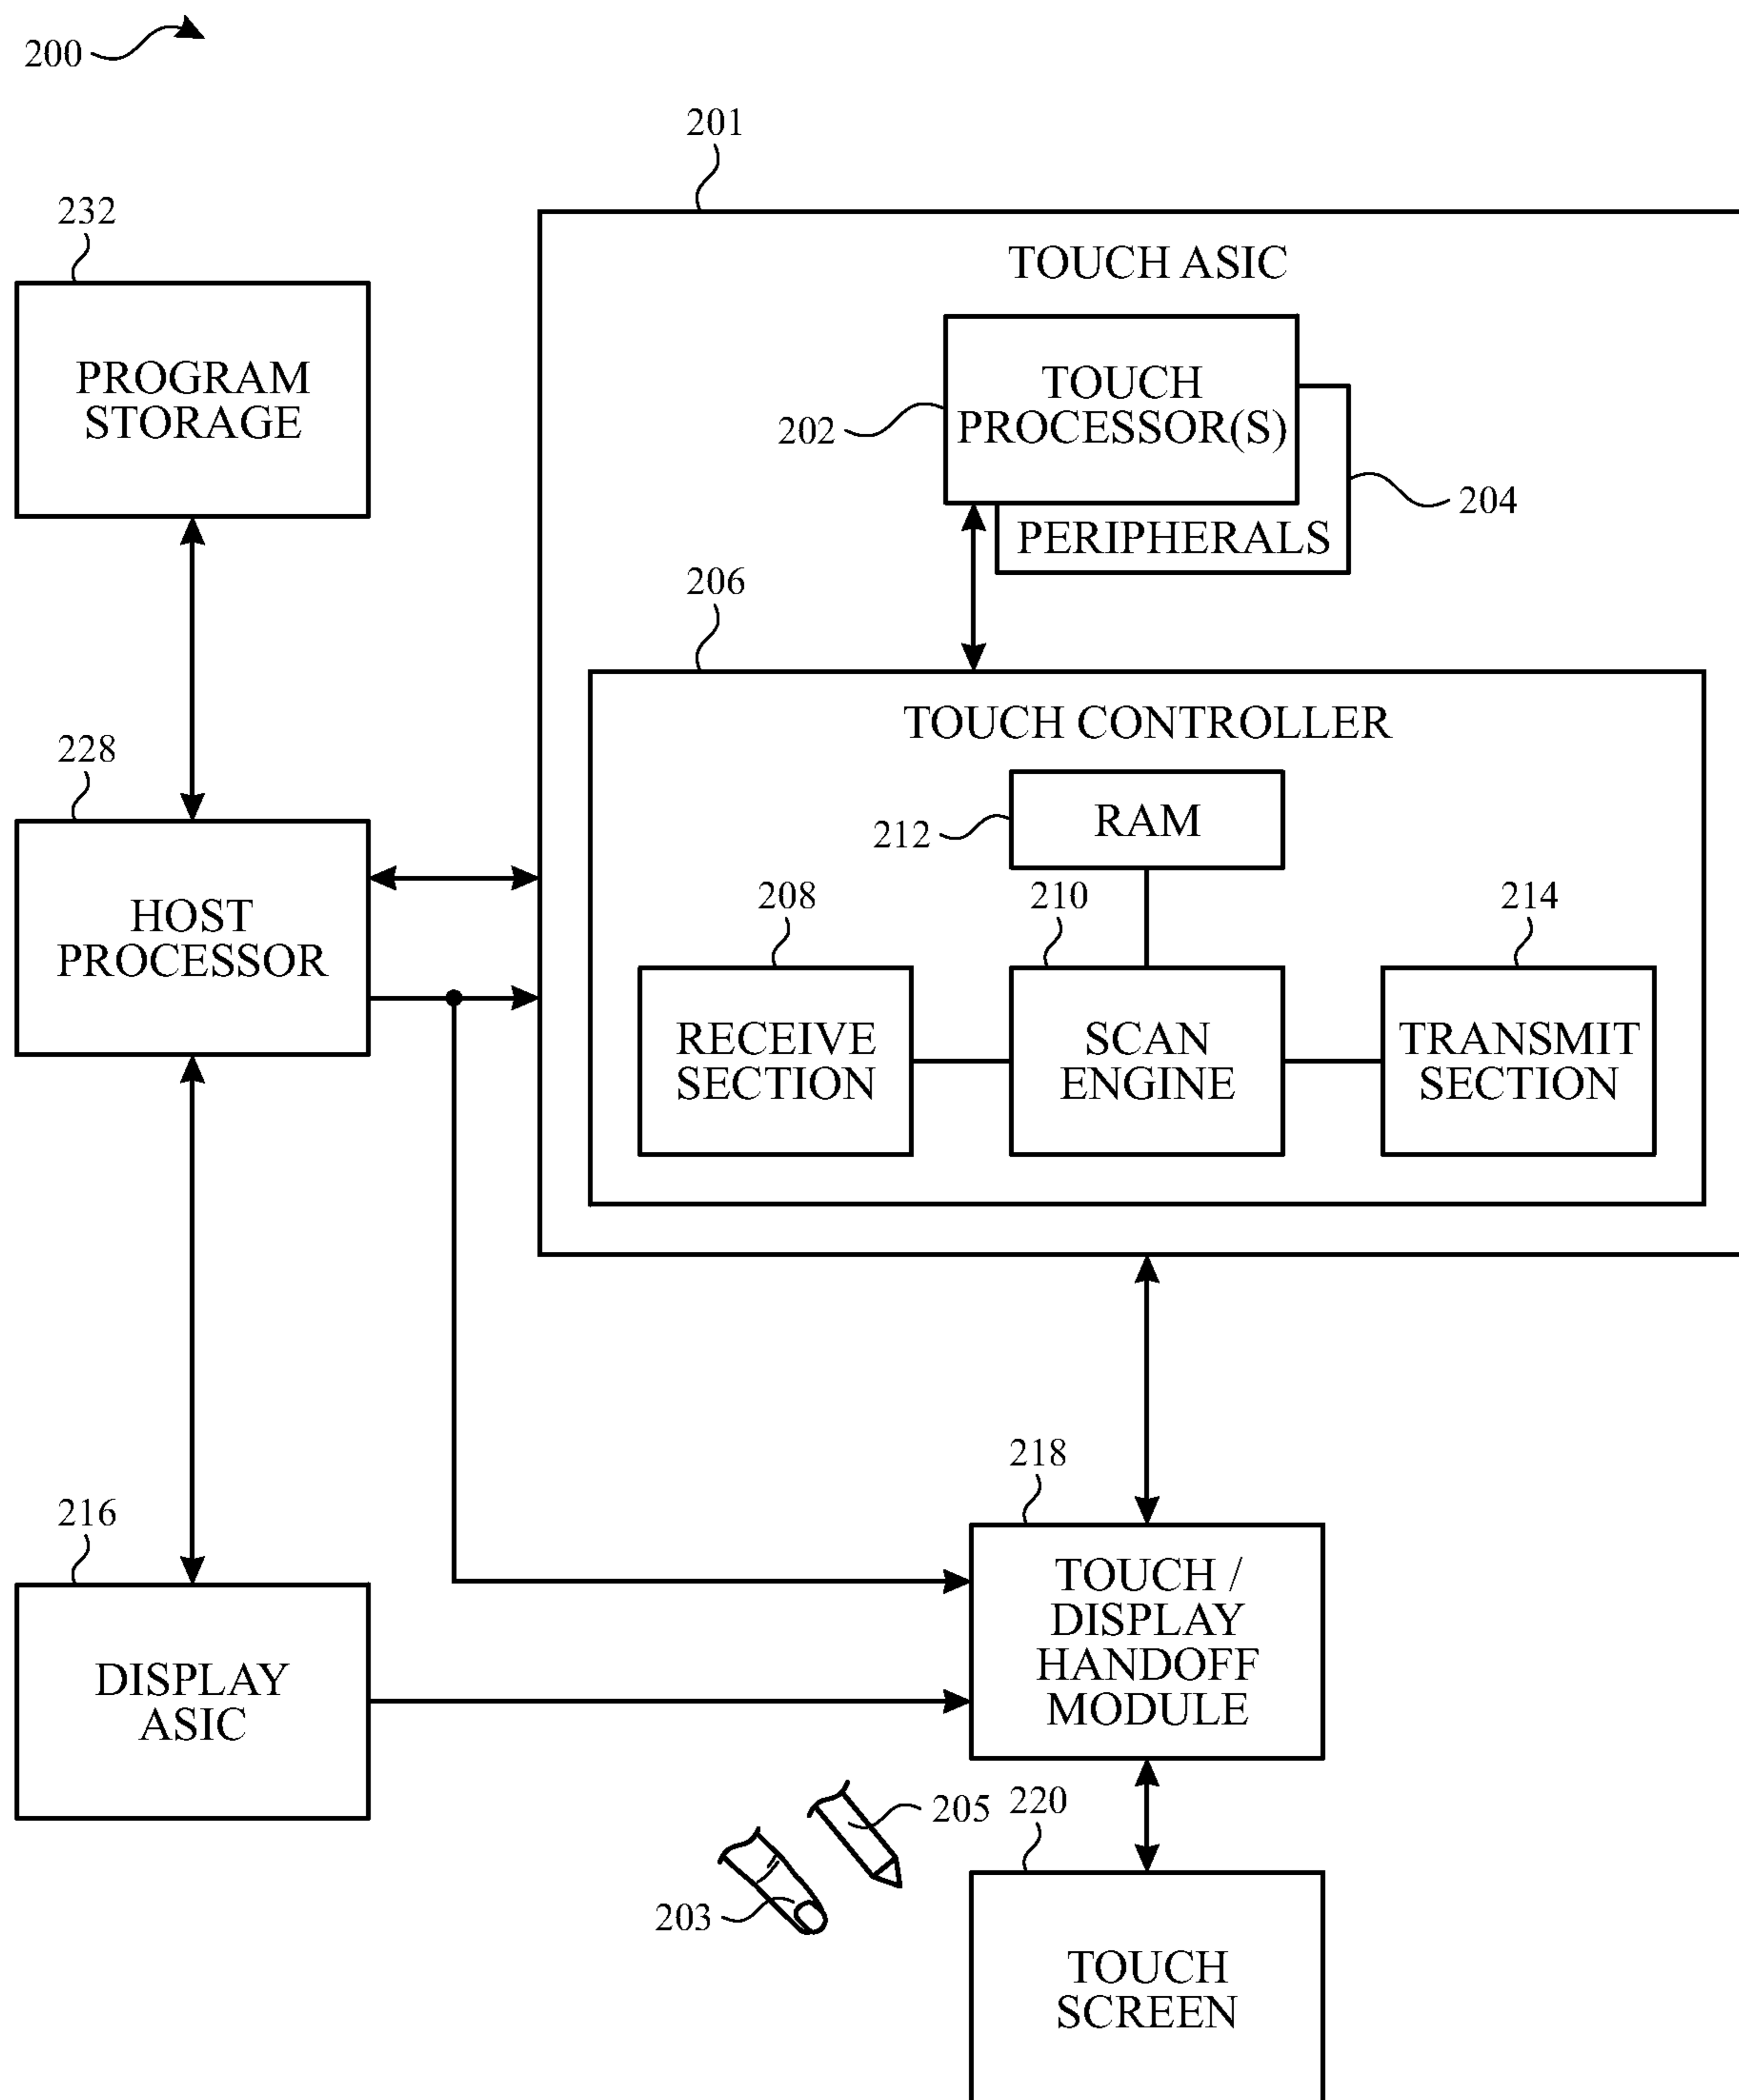 200
201
232
TOUCH ASIC
PROGRAM
STORAGE
TOUCH
PROCESSOR(S)
202
204
PERIPHERALS
206
TOUCH CONTROLLER
228
RAM
212
HOST
PROCESSOR
208
210
214
RECEIVE
SECTION
SCAN
ENGINE
TRANSMIT
SECTION
218
216
TOUCH /
DISPLAY
HANDOFF
MODULE
DISPLAY
ASIC
205
220
203
TOUCH
SCREEN